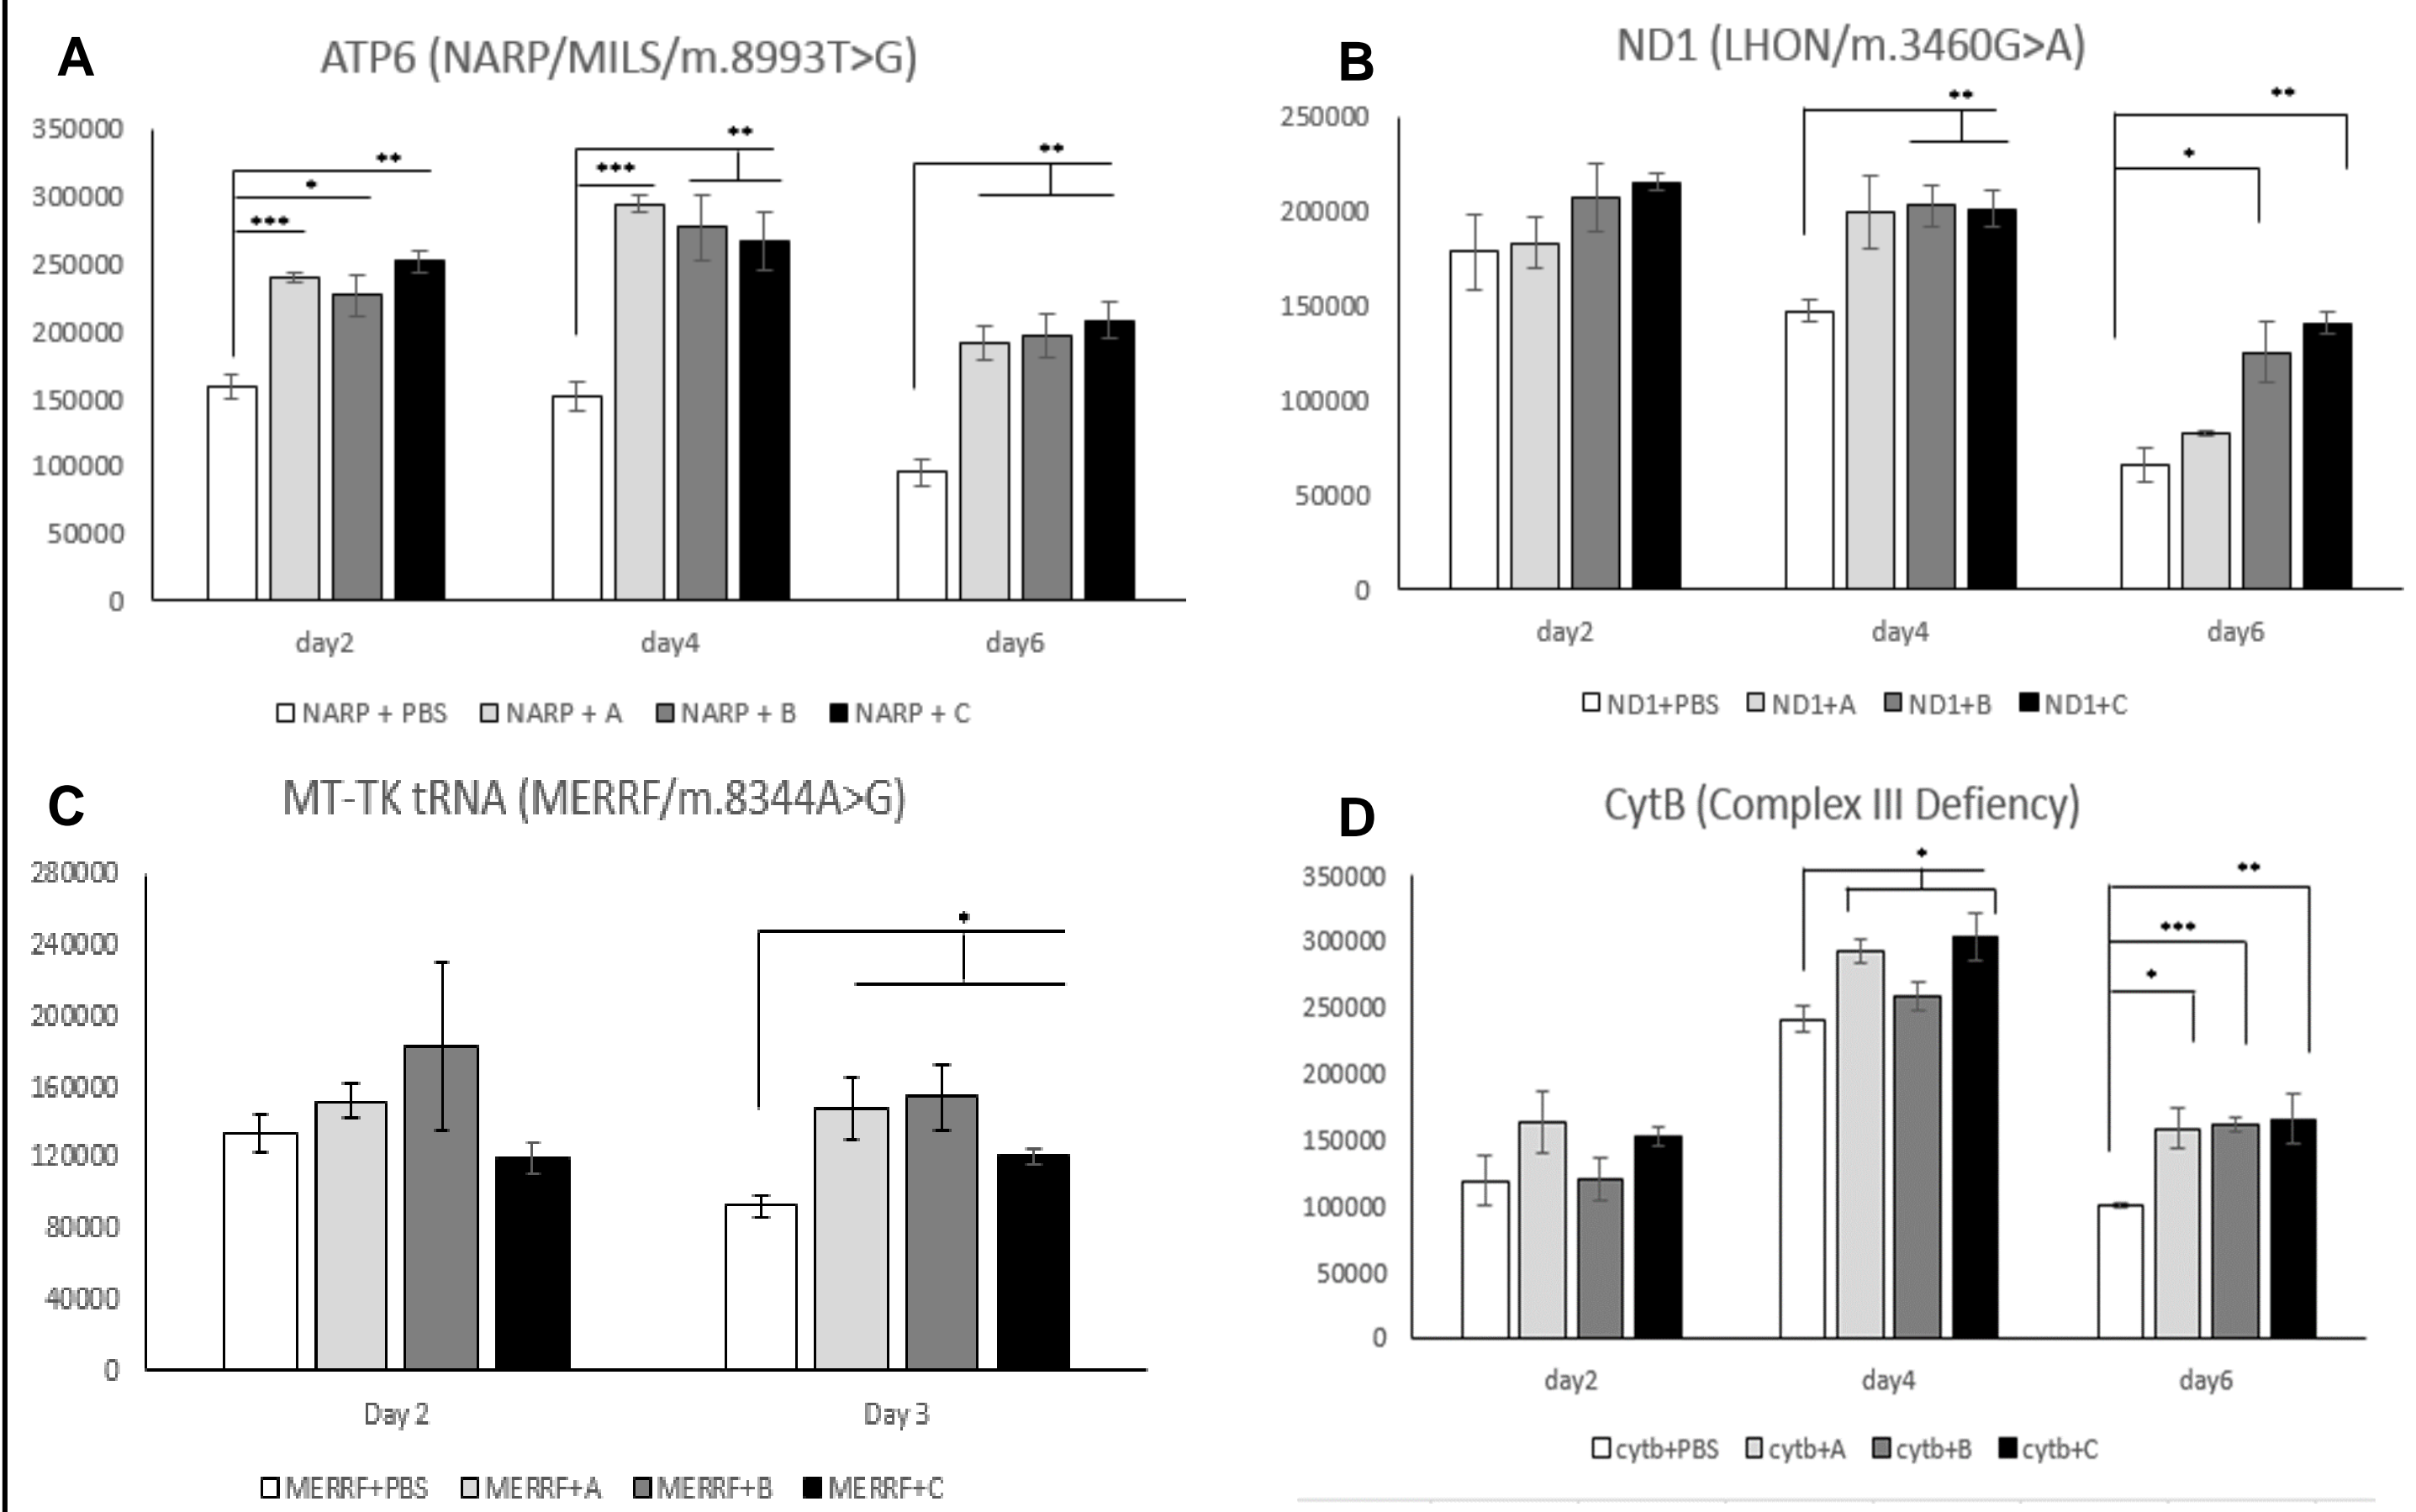 A
ATP6 (NARP/MILS/m.8993T>G)
350000
300000
250000
200000
150000
100000
50000
0
**
*
***
**
***
**
day2
day4
day6
NARP + PBS
NARP + A
NARP + B
NARP + C
B
ND1 (LHON/m.3460G>A)
250000
200000
150000
100000
50000
0
**
**
*
day2
day4
day6
ND1+PBS
ND1+A
ND1+B
ND1+C
C
MT-TK tRNA (MERRF/m.8344A>G)
280000
240000
200000
160000
120000
80000
40000
0
*
Day 2
Day 3
MERRF+PBS
MERRF+A
MERRF+B
MERRF+C
D
CytB (Complex III Defiency)
350000
300000
250000
200000
150000
100000
50000
0
*
**
***
*
day2
day4
day6
cytb+PBS
cytb+A
cytb+B
cytb+C